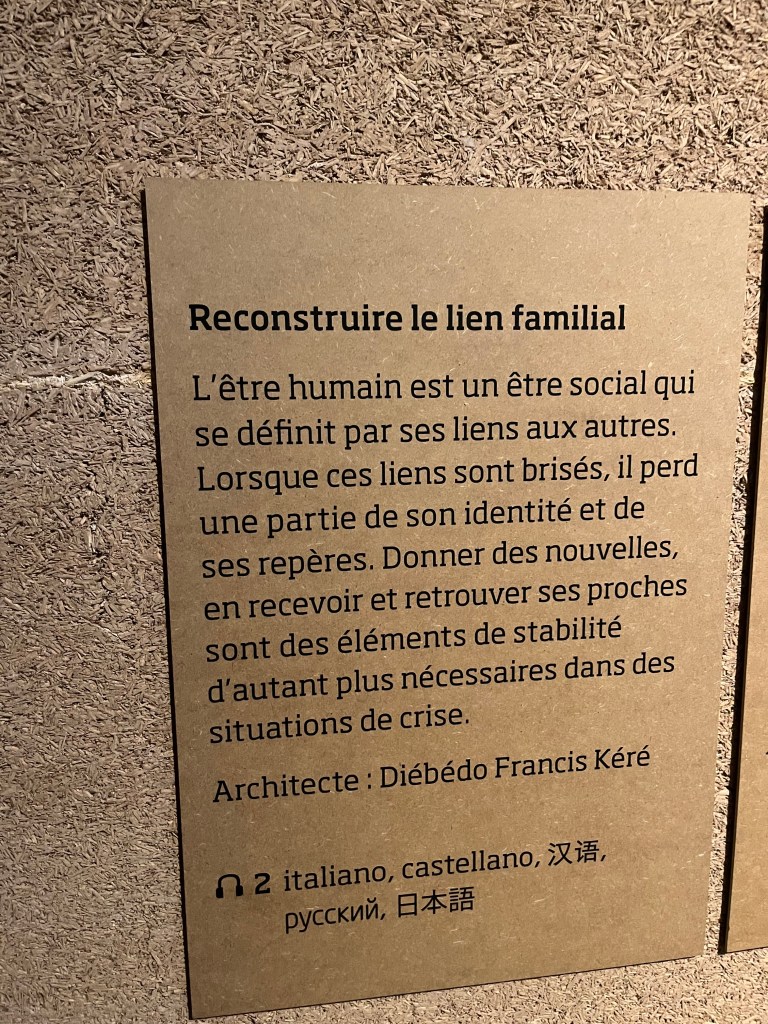 Reconstruire le lien familial
L'être humain est un être social qui
se définit par ses liens aux autres.
Lorsque ces liens sont brisés, il perd
une partie de son identité et de
ses repères. Donner des nouvelles,
en recevoir et retrouver ses proches
sont des éléments de stabilité
d'autant plus nécessaires dans des
situations de crise.
Architecte : Diébédo Francis Kéré
2 italiano, castellano, 汉语,
русский, 日本語